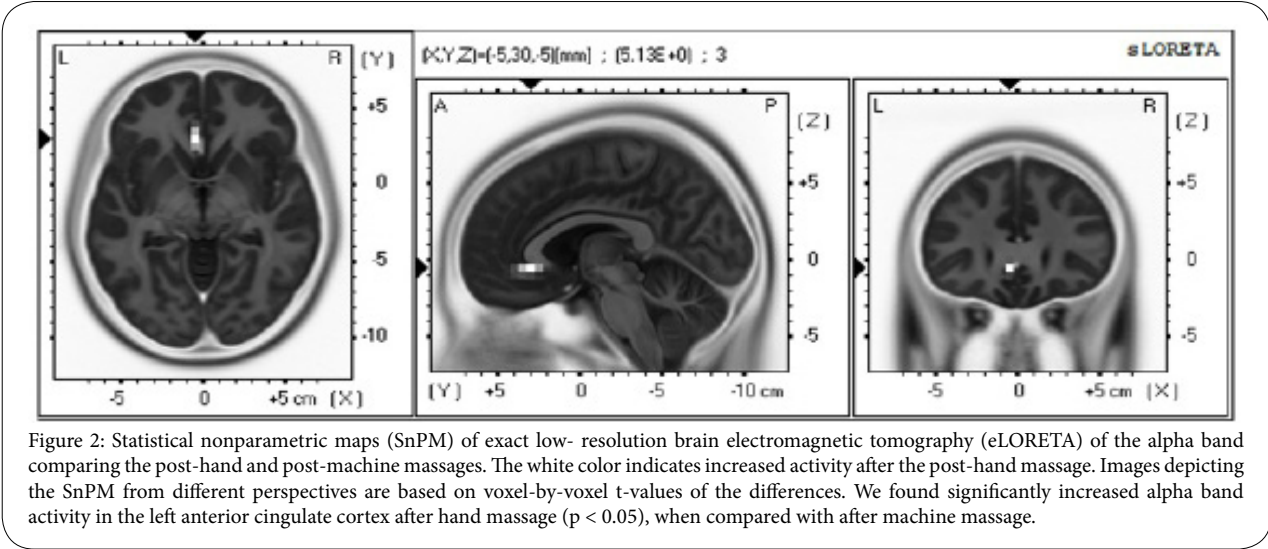 (X,Y,Z)=(-5,30,-5)[mm] ; (5.13E+0) ; 3
sLORETA
L R (Y)
+5
0
-5
-10
-5 0 +5 cm (X)
A P (Z)
+5
0
-5
(Y) +5 0 -5 -10 cm
L R (Z)
+5
0
-5
-5 0 +5 cm (X)
Figure 2: Statistical nonparametric maps (SnPM) of exact low- resolution brain electromagnetic tomography (eLORETA) of the alpha band
comparing the post-hand and post-machine massages. The white color indicates increased activity after the post-hand massage. Images depicting
the SnPM from different perspectives are based on voxel-by-voxel t-values of the differences. We found significantly increased alpha band
activity in the left anterior cingulate cortex after hand massage (p < 0.05), when compared with after machine massage.